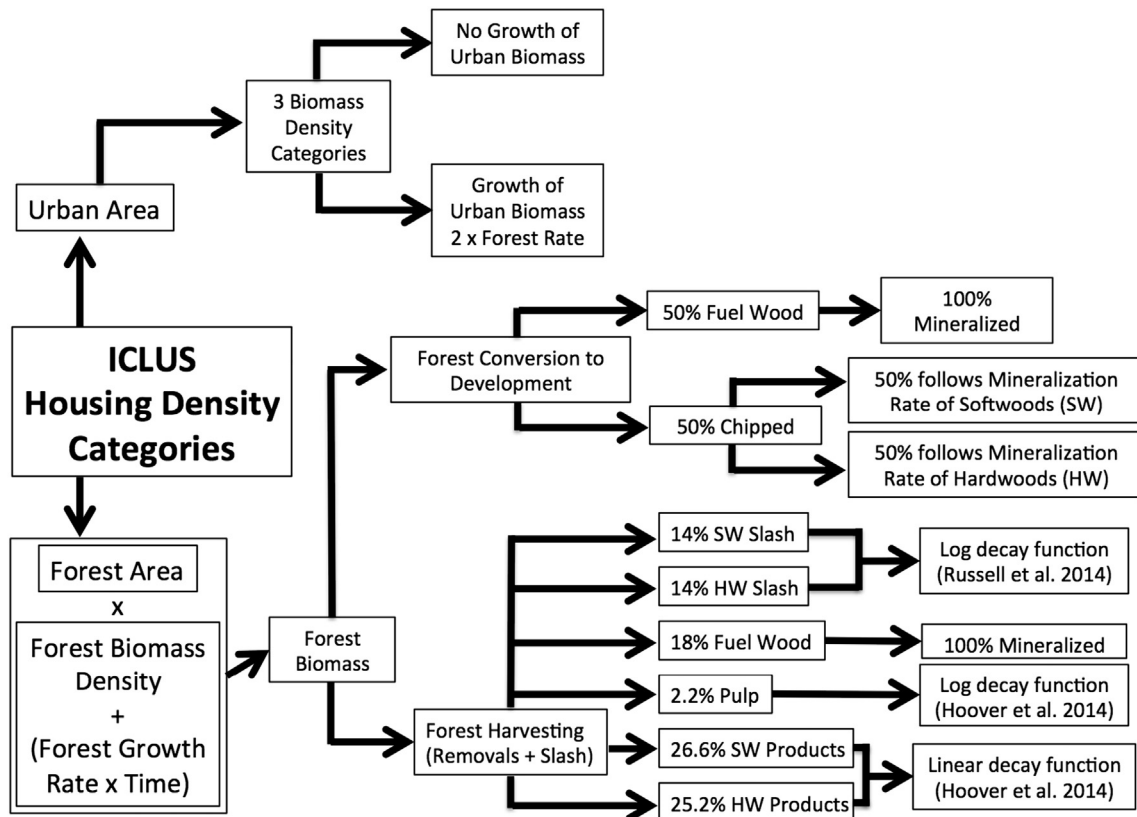 No Growth of
Urban Biomass
3 Biomass
Density
Categories
Growth of
Urban Biomass
2 x Forest Rate
Urban Area
ICLUS
Housing Density
Categories
50% Fuel Wood
100%
Mineralized
Forest Conversion to
Development
50% Chipped
50% follows Mineralization
Rate of Softwoods (SW)
50% follows Mineralization
Rate of Hardwoods (HW)
Forest Area
x
Forest Biomass
Density
+
(Forest Growth
Rate x Time)
Forest
Biomass
Forest Harvesting
(Removals + Slash)
14% SW Slash
14% HW Slash
Log decay function
(Russell et al. 2014)
18% Fuel Wood
100% Mineralized
2.2% Pulp
Log decay function
(Hoover et al. 2014)
26.6% SW Products
25.2% HW Products
Linear decay function
(Hoover et al. 2014)